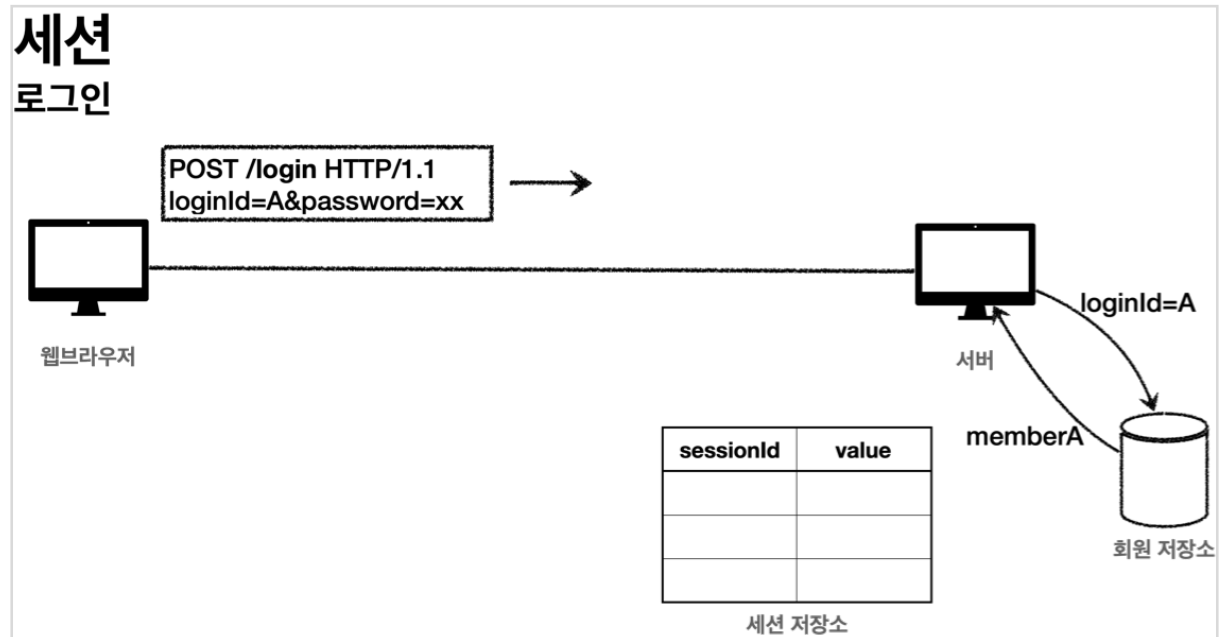 세션
로그인
POST /login HTTP/1.1
loginId=A&password=xx
웹브라우저
서버
loginId=A
memberA
회원 저장소
sessionId value
세션 저장소